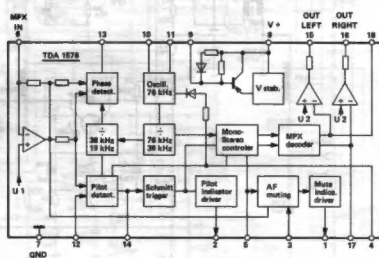 MPX IN
13
10
11
9
8
V +
OUT LEFT
15
OUT RIGHT
16
18
TDA 1578
Phase detect.
Oscill. 76 kHz
V stab.
U 2
U 2
÷ 38 kHz 19 kHz
÷ 76 kHz 38 kHz
Mono-Stereo controler
MPX decoder
U 1
Pilot detect.
Schmitt trigger
Pilot indicator driver
AF muting
Mute indica. driver
7
GND
12
14
2
5
3
1
17
4